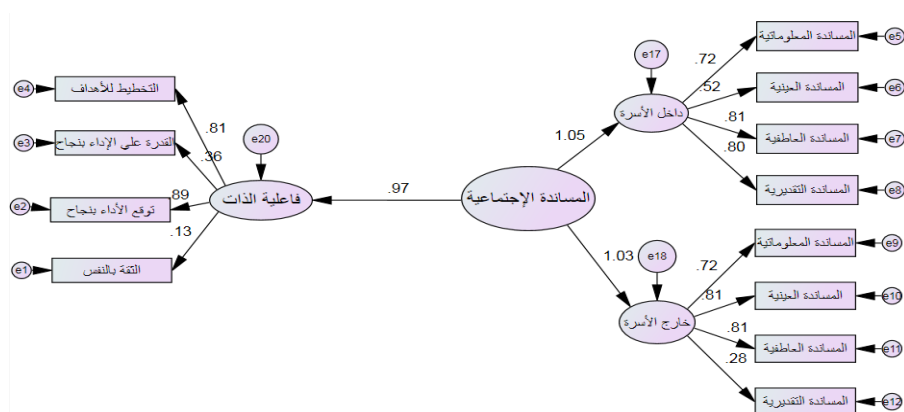 المساندة المعلوماتية
e5
e17
.72
.52
المساندة العينية
e6
داخل الأسرة
.81
المساندة العاطفية
e7
.80
المساندة التقديرية
e8
1.05
e4
التخطيط للأهداف
.81
e3
القدرة علي الإداء بنجاح
.36
e20
.89
فاعلية الذات
.97
المساندة الإجتماعية
e2
توقع الأداء بنجاح
.13
e1
الثقة بالنفس
1.03
e18
المساندة المعلوماتية
e9
.72
.81
المساندة العينية
e10
خارج الأسرة
.81
المساندة العاطفية
e11
.28
المساندة التقديرية
e12